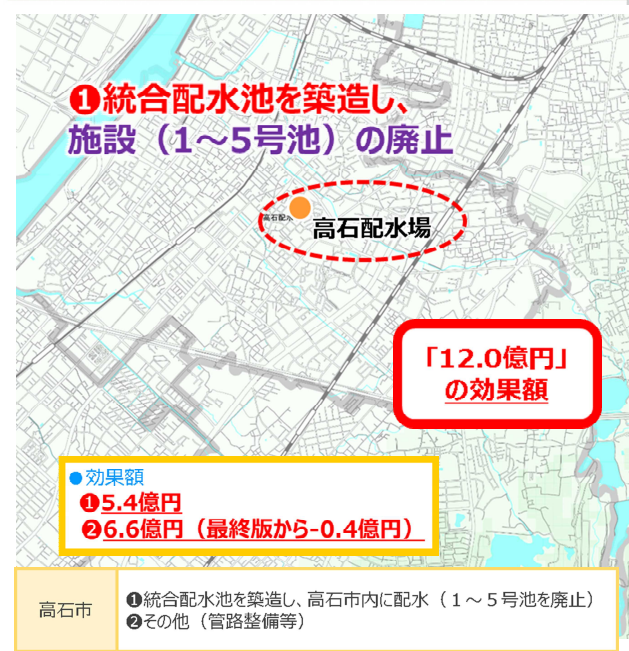 ❶統合配水池を築造し、
施設（1～5号池）の廃止
高石配水
高石配水場
「12.0億円」
の効果額
●効果額
❶5.4億円
❷6.6億円（最終版から-0.4億円）
高石市
❶統合配水池を築造し、高石市内に配水（１～５号池を廃止）
❷その他（管路整備等）